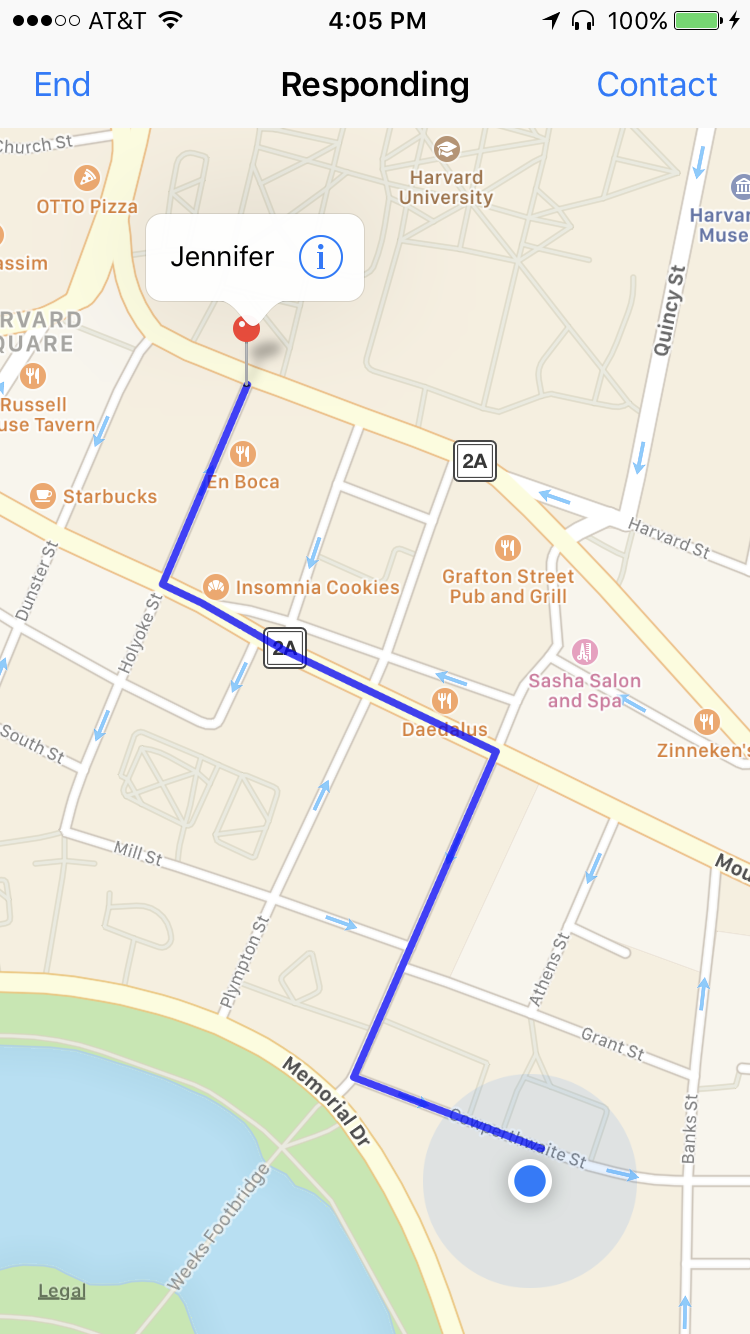 AT&T
4:05 PM
100%
End
Responding
Contact
Church St
OTTO Pizza
Harvard
University
Harvar
Muse
assim
Jennifer
i
Quincy St
RVARD
QUARE
Russell
use Tavern
2A
En Boca
Starbucks
Harvard St
Dunster St
Insomnia Cookies
Grafton Street
Pub and Grill
Holyoke St
2A
Sasha Salon
and Spa
Daedalus
Zinneken's
South St
Mill St
Mou
Plympton St
Athens St
Grant St
Memorial Dr
Cowperthwaite St
Banks St
Weeks Footbridge
Legal